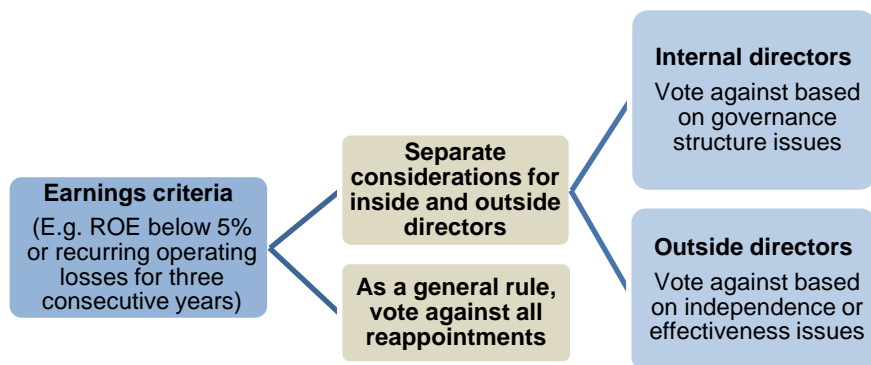 Earnings criteria
(E.g. ROE below 5%
or recurring operating
losses for three
consecutive years)
Separate
considerations for
inside and outside
directors
As a general rule,
vote against all
reappointments
Internal directors
Vote against based
on governance
structure issues
Outside directors
Vote against based
on independence or
effectiveness issues